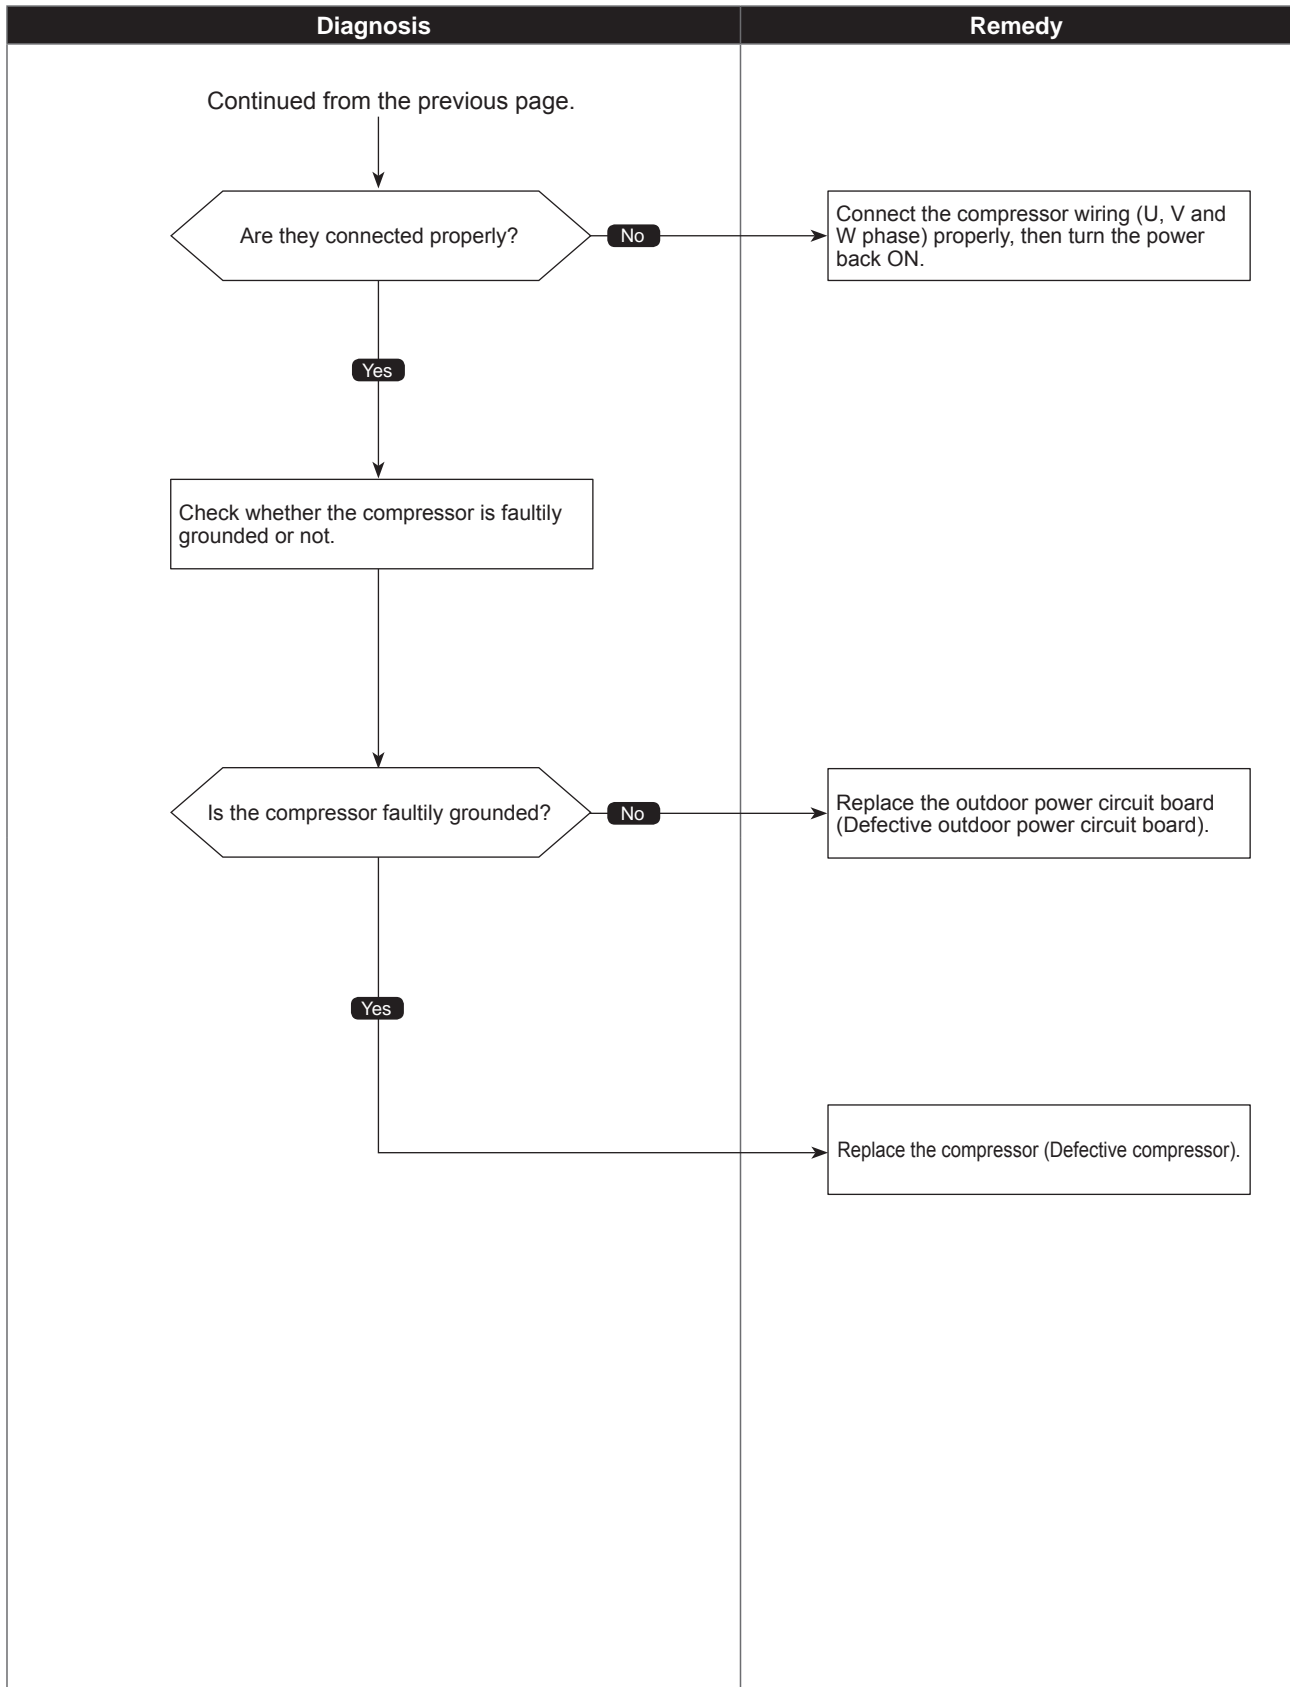 Diagnosis
Remedy
Continued from the previous page.
Are they connected properly?
No
Connect the compressor wiring (U, V and
W phase) properly, then turn the power
back ON.
Yes
Check whether the compressor is faultily
grounded or not.
Is the compressor faultily grounded?
No
Replace the outdoor power circuit board
(Defective outdoor power circuit board).
Yes
Replace the compressor (Defective compressor).